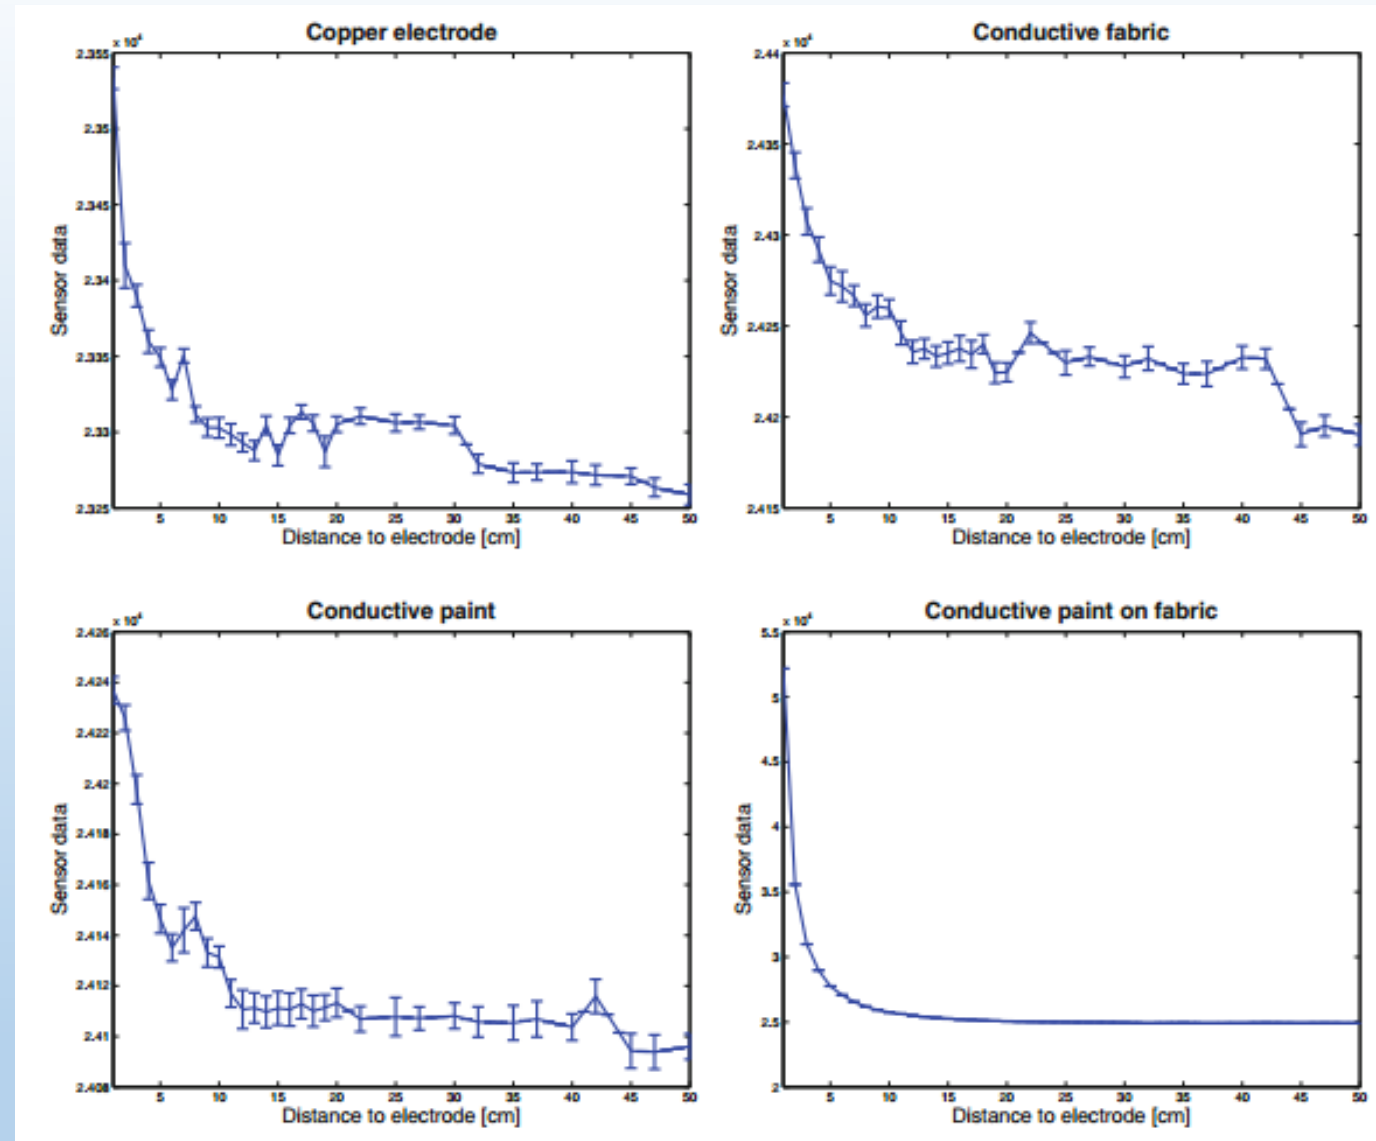 Copper electrode
x 10⁴
2.355
2.35
2.345
2.34
2.335
2.33
2.325
Sensor data
5 10 15 20 25 30 35 40 45 50
Distance to electrode [cm]
Conductive fabric
x 10⁴
2.44
2.435
2.43
2.425
2.42
2.415
Sensor data
5 10 15 20 25 30 35 40 45 50
Distance to electrode [cm]
Conductive paint
x 10⁴
2.426
2.424
2.422
2.42
2.418
2.416
2.414
2.412
2.41
2.408
Sensor data
5 10 15 20 25 30 35 40 45 50
Distance to electrode [cm]
Conductive paint on fabric
x 10⁴
5.5
5
4.5
4
3.5
3
2.5
2
Sensor data
5 10 15 20 25 30 35 40 45 50
Distance to electrode [cm]